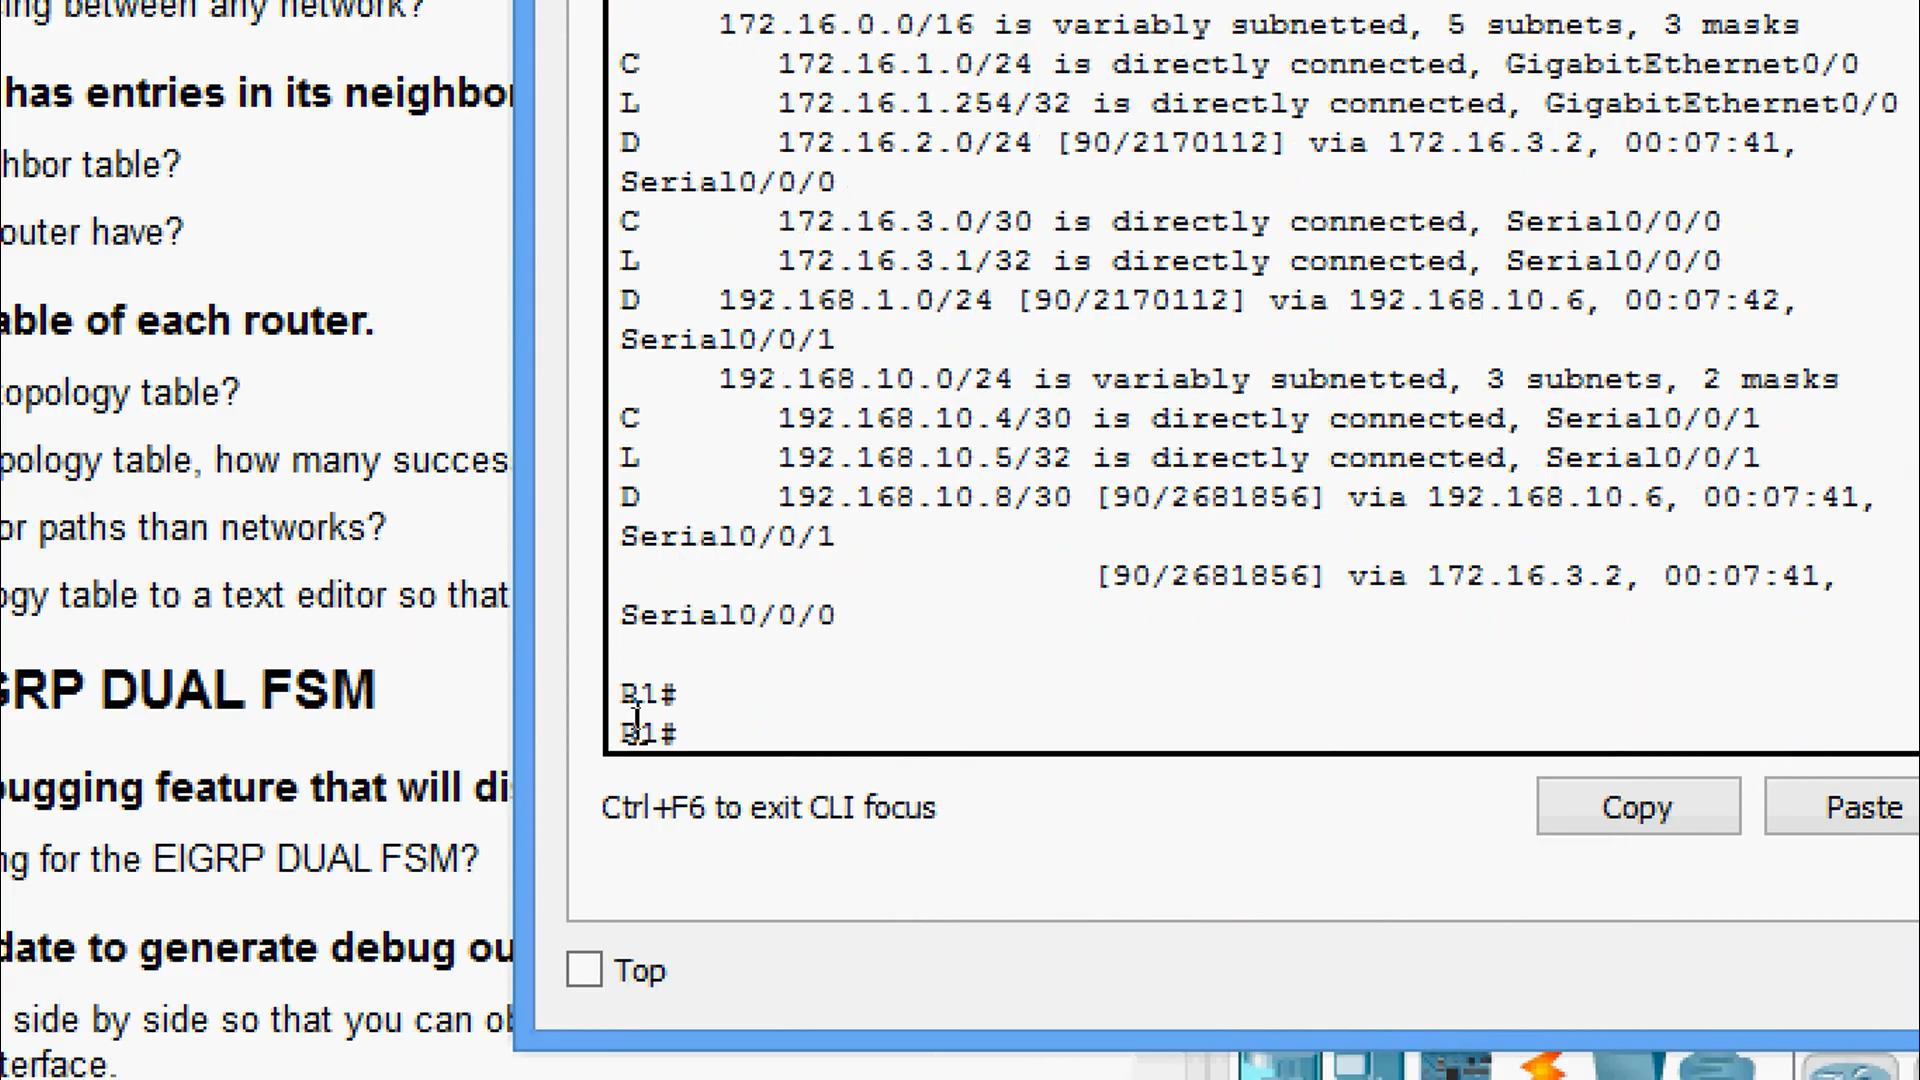 ing between any network?
has entries in its neighbo
hbor table?
outer have?
able of each router.
topology table?
pology table, how many succes
or paths than networks?
ogy table to a text editor so that
GRP DUAL FSM
bugging feature that will di
ng for the EIGRP DUAL FSM?
date to generate debug ou
side by side so that you can ob
terface.
172.16.0.0/16 is variably subnetted, 5 subnets, 3 masks
C 172.16.1.0/24 is directly connected, GigabitEthernet0/0
L 172.16.1.254/32 is directly connected, GigabitEthernet0/0
D 172.16.2.0/24 [90/2170112] via 172.16.3.2, 00:07:41,
Serial0/0/0
C 172.16.3.0/30 is directly connected, Serial0/0/0
L 172.16.3.1/32 is directly connected, Serial0/0/0
D 192.168.1.0/24 [90/2170112] via 192.168.10.6, 00:07:42,
Serial0/0/1
192.168.10.0/24 is variably subnetted, 3 subnets, 2 masks
C 192.168.10.4/30 is directly connected, Serial0/0/1
L 192.168.10.5/32 is directly connected, Serial0/0/1
D 192.168.10.8/30 [90/2681856] via 192.168.10.6, 00:07:41,
Serial0/0/1
[90/2681856] via 172.16.3.2, 00:07:41,
Serial0/0/0
R1#
R1#
Ctrl+F6 to exit CLI focus
Copy
Paste
Top